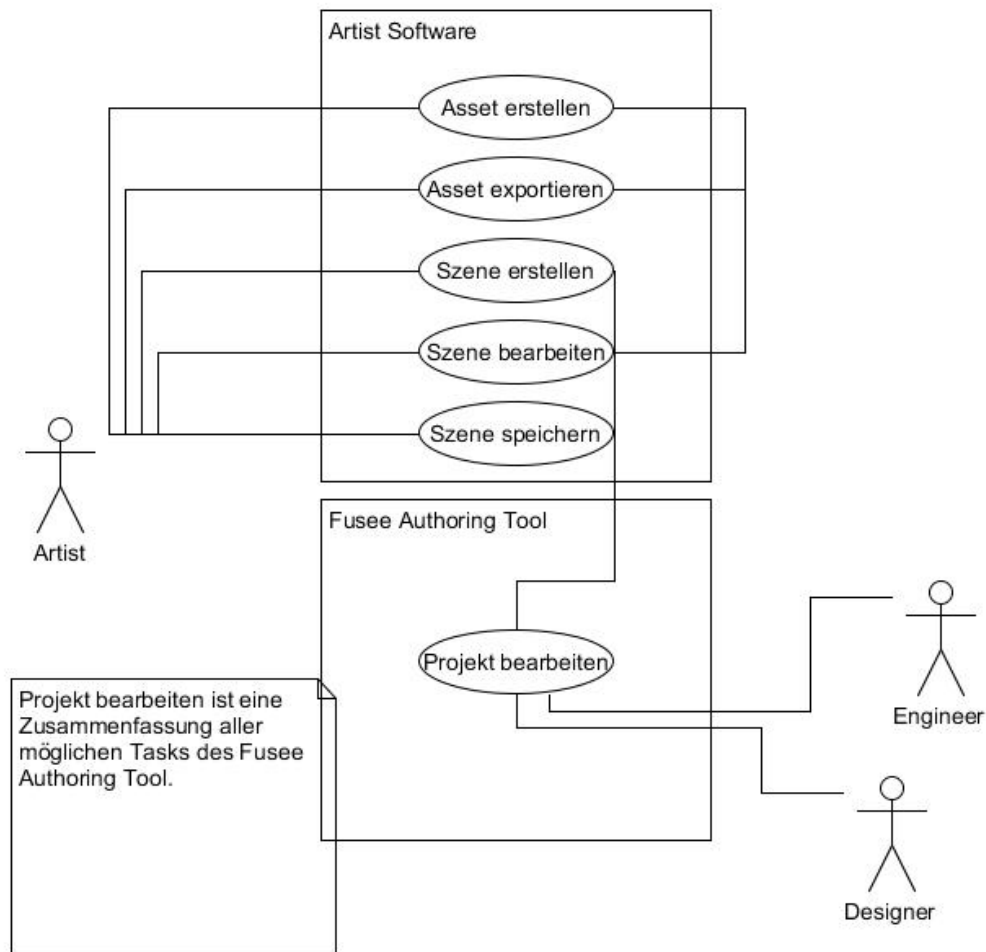 Artist Software
Asset erstellen
Asset exportieren
Szene erstellen
Szene bearbeiten
Szene speichern
Artist
Fusee Authoring Tool
Projekt bearbeiten
Projekt bearbeiten ist eine
Zusammenfassung aller
möglichen Tasks des Fusee
Authoring Tool.
Engineer
Designer